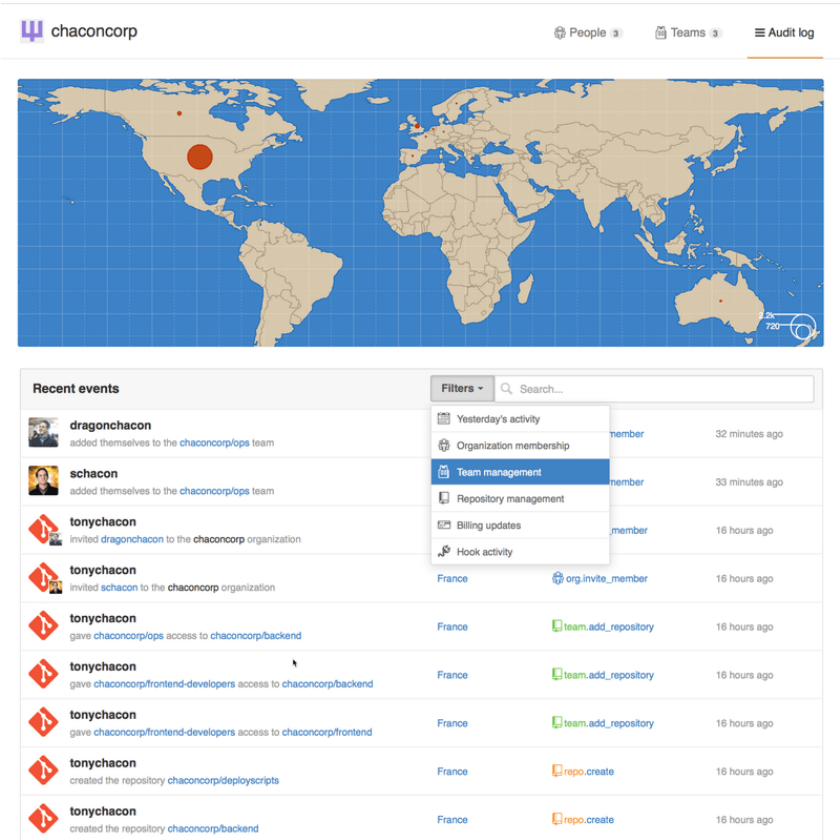 chaconcorp
People 3
Teams 3
Audit log
2.2k
720
Recent events
Filters
Search...
Yesterday's activity
Organization membership
Team management
Repository management
Billing updates
Hook activity
dragonchacon
added themselves to the chaconcorp/ops team
member
32 minutes ago
schacon
added themselves to the chaconcorp/ops team
member
33 minutes ago
tonychacon
invited dragonchacon to the chaconcorp organization
_member
16 hours ago
tonychacon
invited schacon to the chaconcorp organization
France
org.invite_member
16 hours ago
tonychacon
gave chaconcorp/ops access to chaconcorp/backend
France
team.add_repository
16 hours ago
tonychacon
gave chaconcorp/frontend-developers access to chaconcorp/backend
France
team.add_repository
16 hours ago
tonychacon
gave chaconcorp/frontend-developers access to chaconcorp/frontend
France
team.add_repository
16 hours ago
tonychacon
created the repository chaconcorp/deployscripts
France
repo.create
16 hours ago
tonychacon
created the repository chaconcorp/backend
France
repo.create
16 hours ago